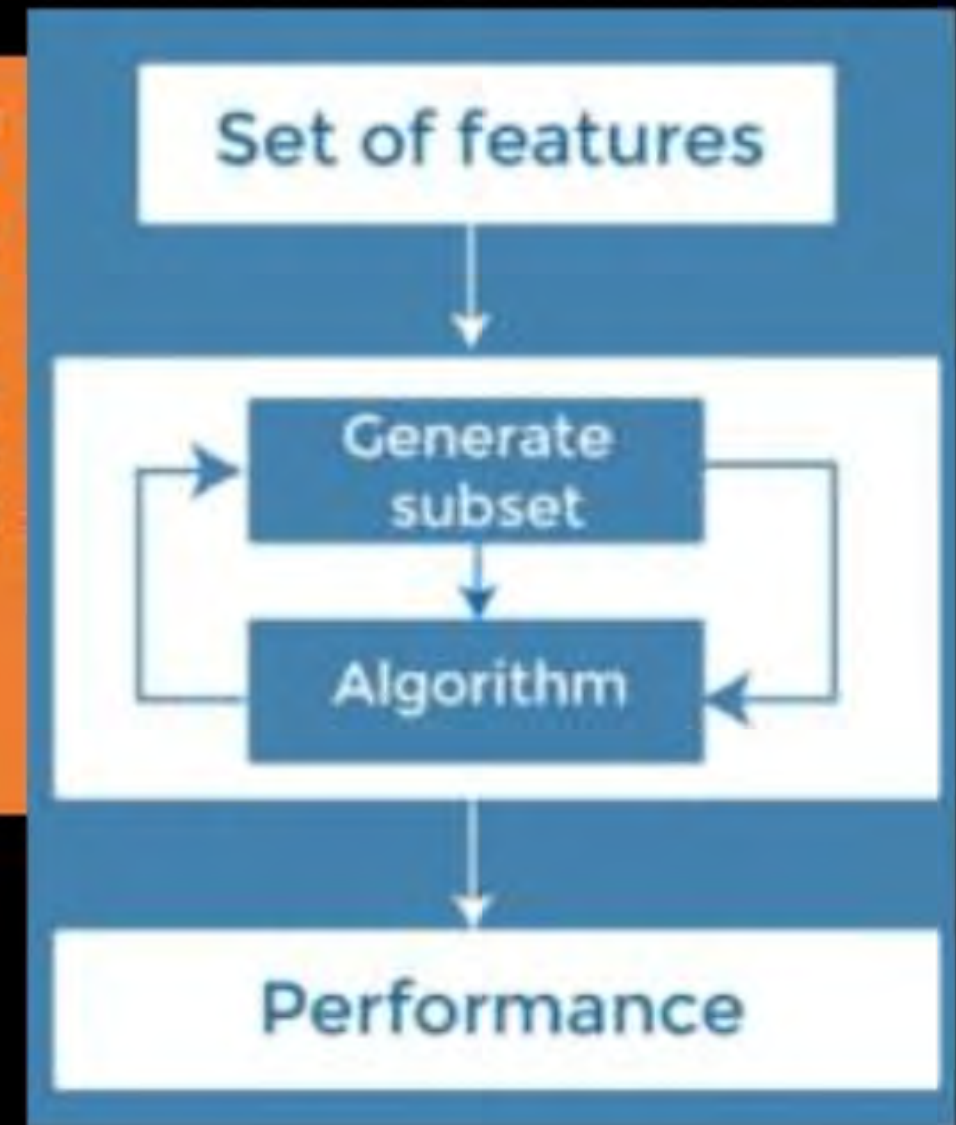 Set of features
Generate
subset
Algorithm
Performance